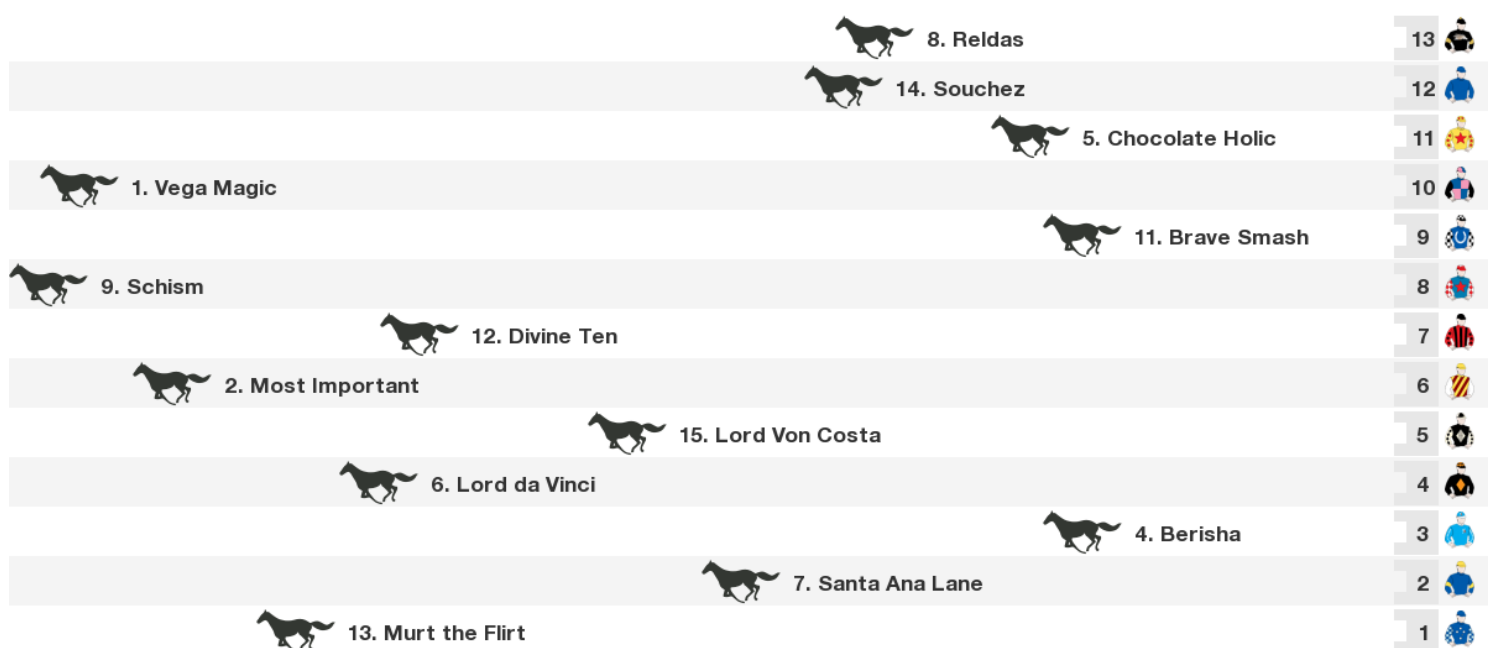 8. Reldas 13
14. Souchez 12
5. Chocolate Holic 11
1. Vega Magic 10
11. Brave Smash 9
9. Schism 8
12. Divine Ten 7
2. Most Important 6
15. Lord Von Costa 5
6. Lord da Vinci 4
4. Berisha 3
7. Santa Ana Lane 2
13. Murt the Flirt 1